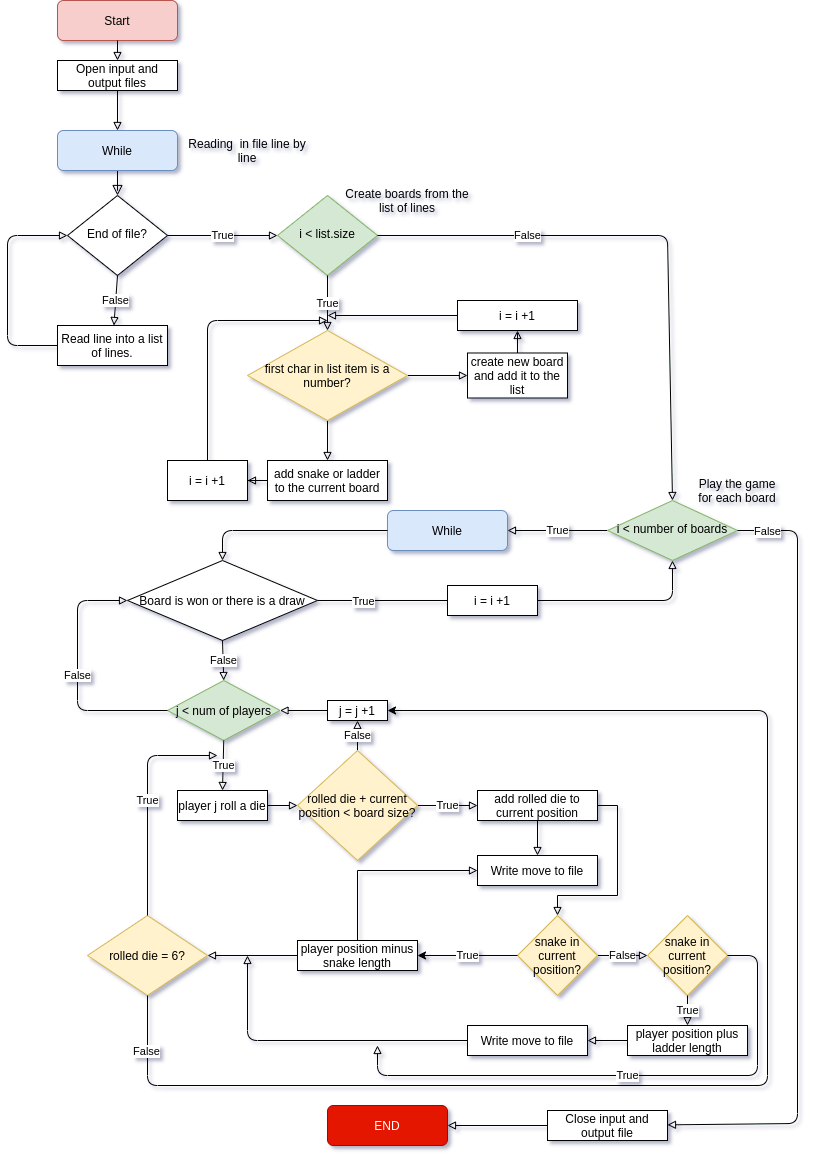 Start
Open input and
output files
While
Reading  in file line by
line
End of file?
True
False
Read line into a list
of lines.
Create boards from the
list of lines
i < list.size
False
True
i = i +1
first char in list item is a
number?
create new board
and add it to the
list
i = i +1
add snake or ladder
to the current board
Play the game
for each board
i < number of boards
True
False
While
Board is won or there is a draw
True
i = i +1
False
False
j < num of players
j = j +1
True
False
True
player j roll a die
rolled die + current
position < board size?
True
add rolled die to
current position
Write move to file
rolled die = 6?
player position minus
snake length
True
snake in
current
position?
False
snake in
current
position?
True
Write move to file
player position plus
ladder length
False
True
END
Close input and
output file